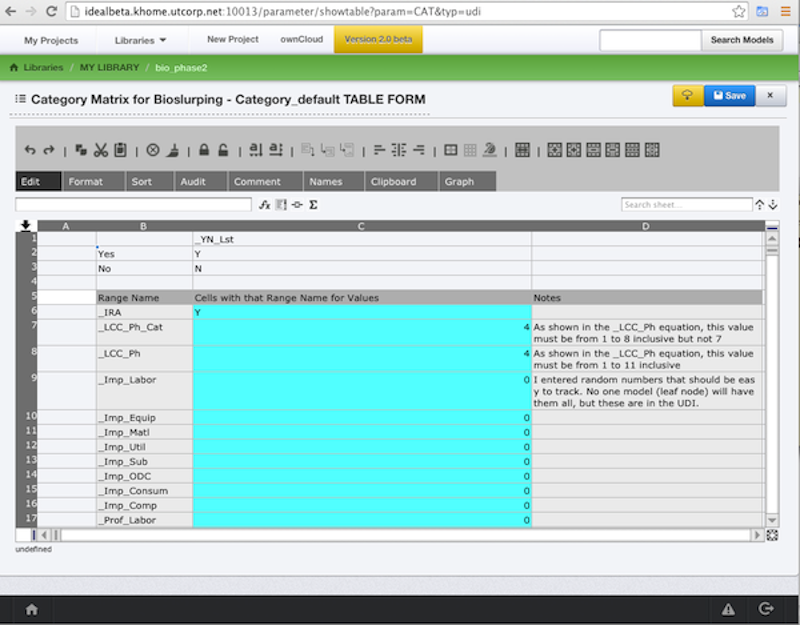 idealbeta.khome.utcorp.net:10013/parameter/showtable?param=CAT&typ=udi
My Projects Libraries New Project ownCloud Version 2.0 beta Search Models
Libraries / MY LIBRARY / bio_phase2
Category Matrix for Bioslurping - Category_default TABLE FORM Save x
Edit Format Sort Audit Comment Names Clipboard Graph
fx Σ Search sheet...
A B C D
1 _YN_Lst
2 Yes Y
3 No N
4
5 Range Name Cells with that Range Name for Values Notes
6 _IRA Y
7 _LCC_Ph_Cat 4 As shown in the _LCC_Ph equation, this value
must be from 1 to 8 inclusive but not 7
8 _LCC_Ph 4 As shown in the _LCC_Ph equation, this value
must be from 1 to 11 inclusive
9 _Imp_Labor 0 I entered random numbers that should be eas
y to track. No one model (leaf node) will have
them all, but these are in the UDI.
10 _Imp_Equip 0
11 _Imp_Matl 0
12 _Imp_Util 0
13 _Imp_Sub 0
14 _Imp_ODC 0
15 _Imp_Consum 0
16 _Imp_Comp 0
17 _Prof_Labor 0
undefined